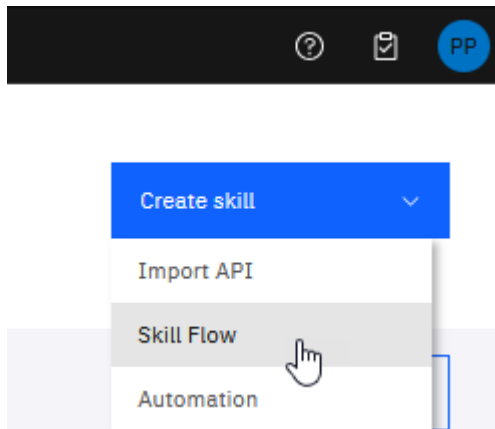 PP
Create skill
Import API
Skill Flow
Automation